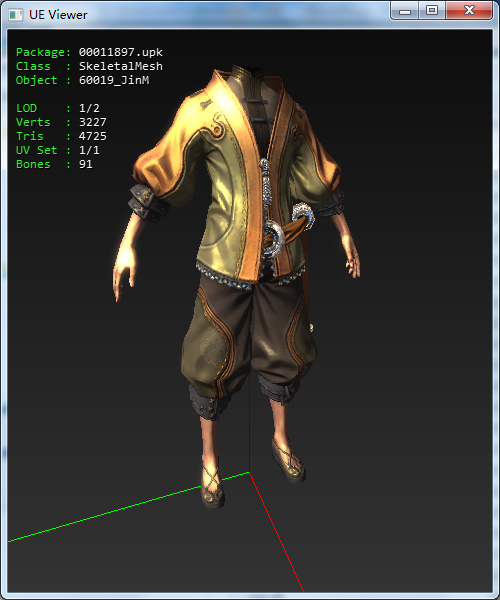 UE Viewer
Package: 00011897.upk
Class  : SkeletalMesh
Object : 60019_JinM
LOD    : 1/2
Verts  : 3227
Tris   : 4725
UV Set : 1/1
Bones  : 91